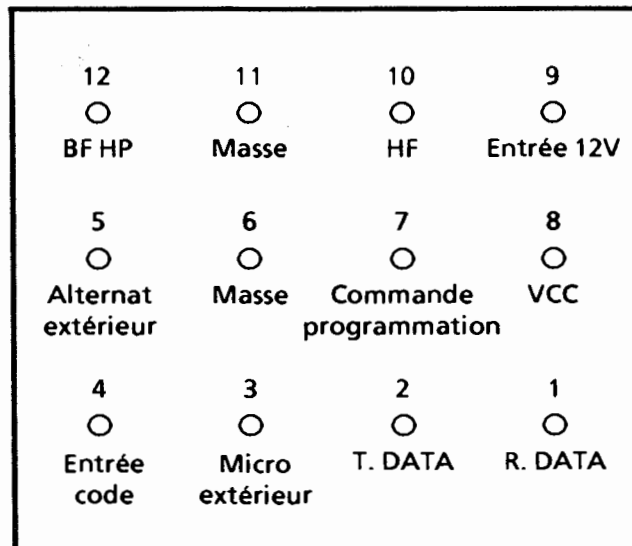 12 11 10 9
BF HP Masse HF Entrée 12V
5 6 7 8
Alternat Masse Commande VCC
extérieur programmation
4 3 2 1
Entrée Micro T. DATA R. DATA
code extérieur